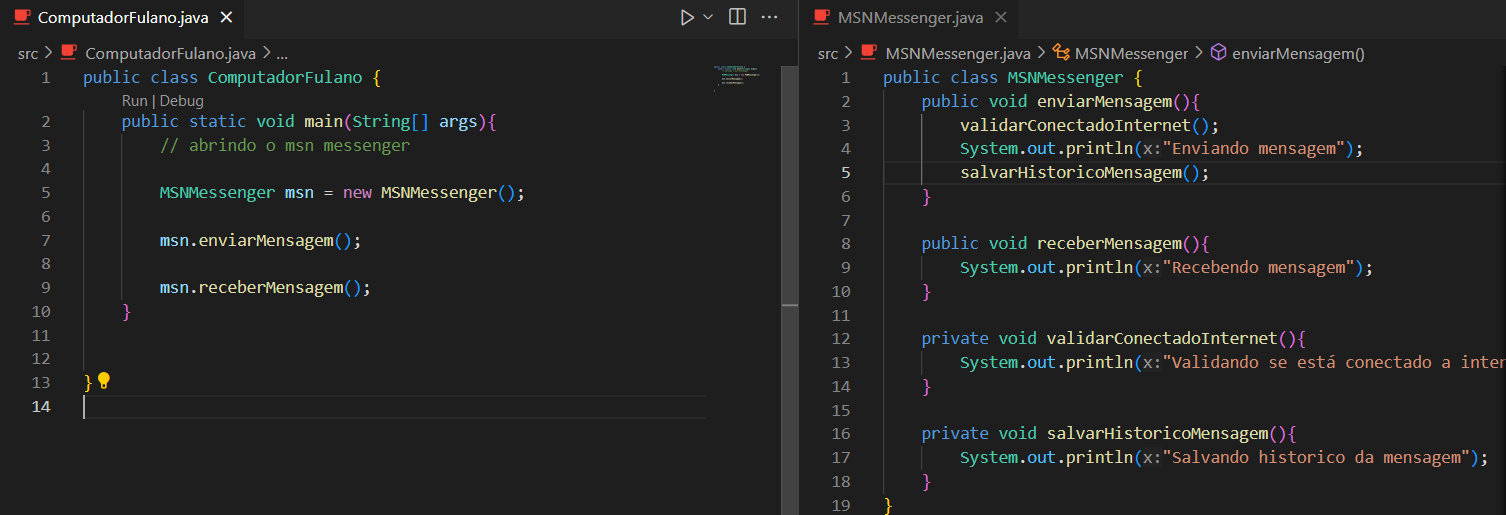 ComputadorFulano.java
src > ComputadorFulano.java > ...
1 public class ComputadorFulano {
Run | Debug
2 public static void main(String[] args){
3 // abrindo o msn messenger
4
5 MSNMessenger msn = new MSNMessenger();
6
7 msn.enviarMensagem();
8
9 msn.receberMensagem();
10 }
11
12
13 }
14
MSNMessenger.java
src > MSNMessenger.java > MSNMessenger > enviarMensagem()
1 public class MSNMessenger {
2 public void enviarMensagem(){
3 validarConectadoInternet();
4 System.out.println(x:"Enviando mensagem");
5 salvarHistoricoMensagem();
6 }
7
8 public void receberMensagem(){
9 System.out.println(x:"Recebendo mensagem");
10 }
11
12 private void validarConectadoInternet(){
13 System.out.println(x:"Validando se está conectado a inter
14 }
15
16 private void salvarHistoricoMensagem(){
17 System.out.println(x:"Salvando historico da mensagem");
18 }
19 }